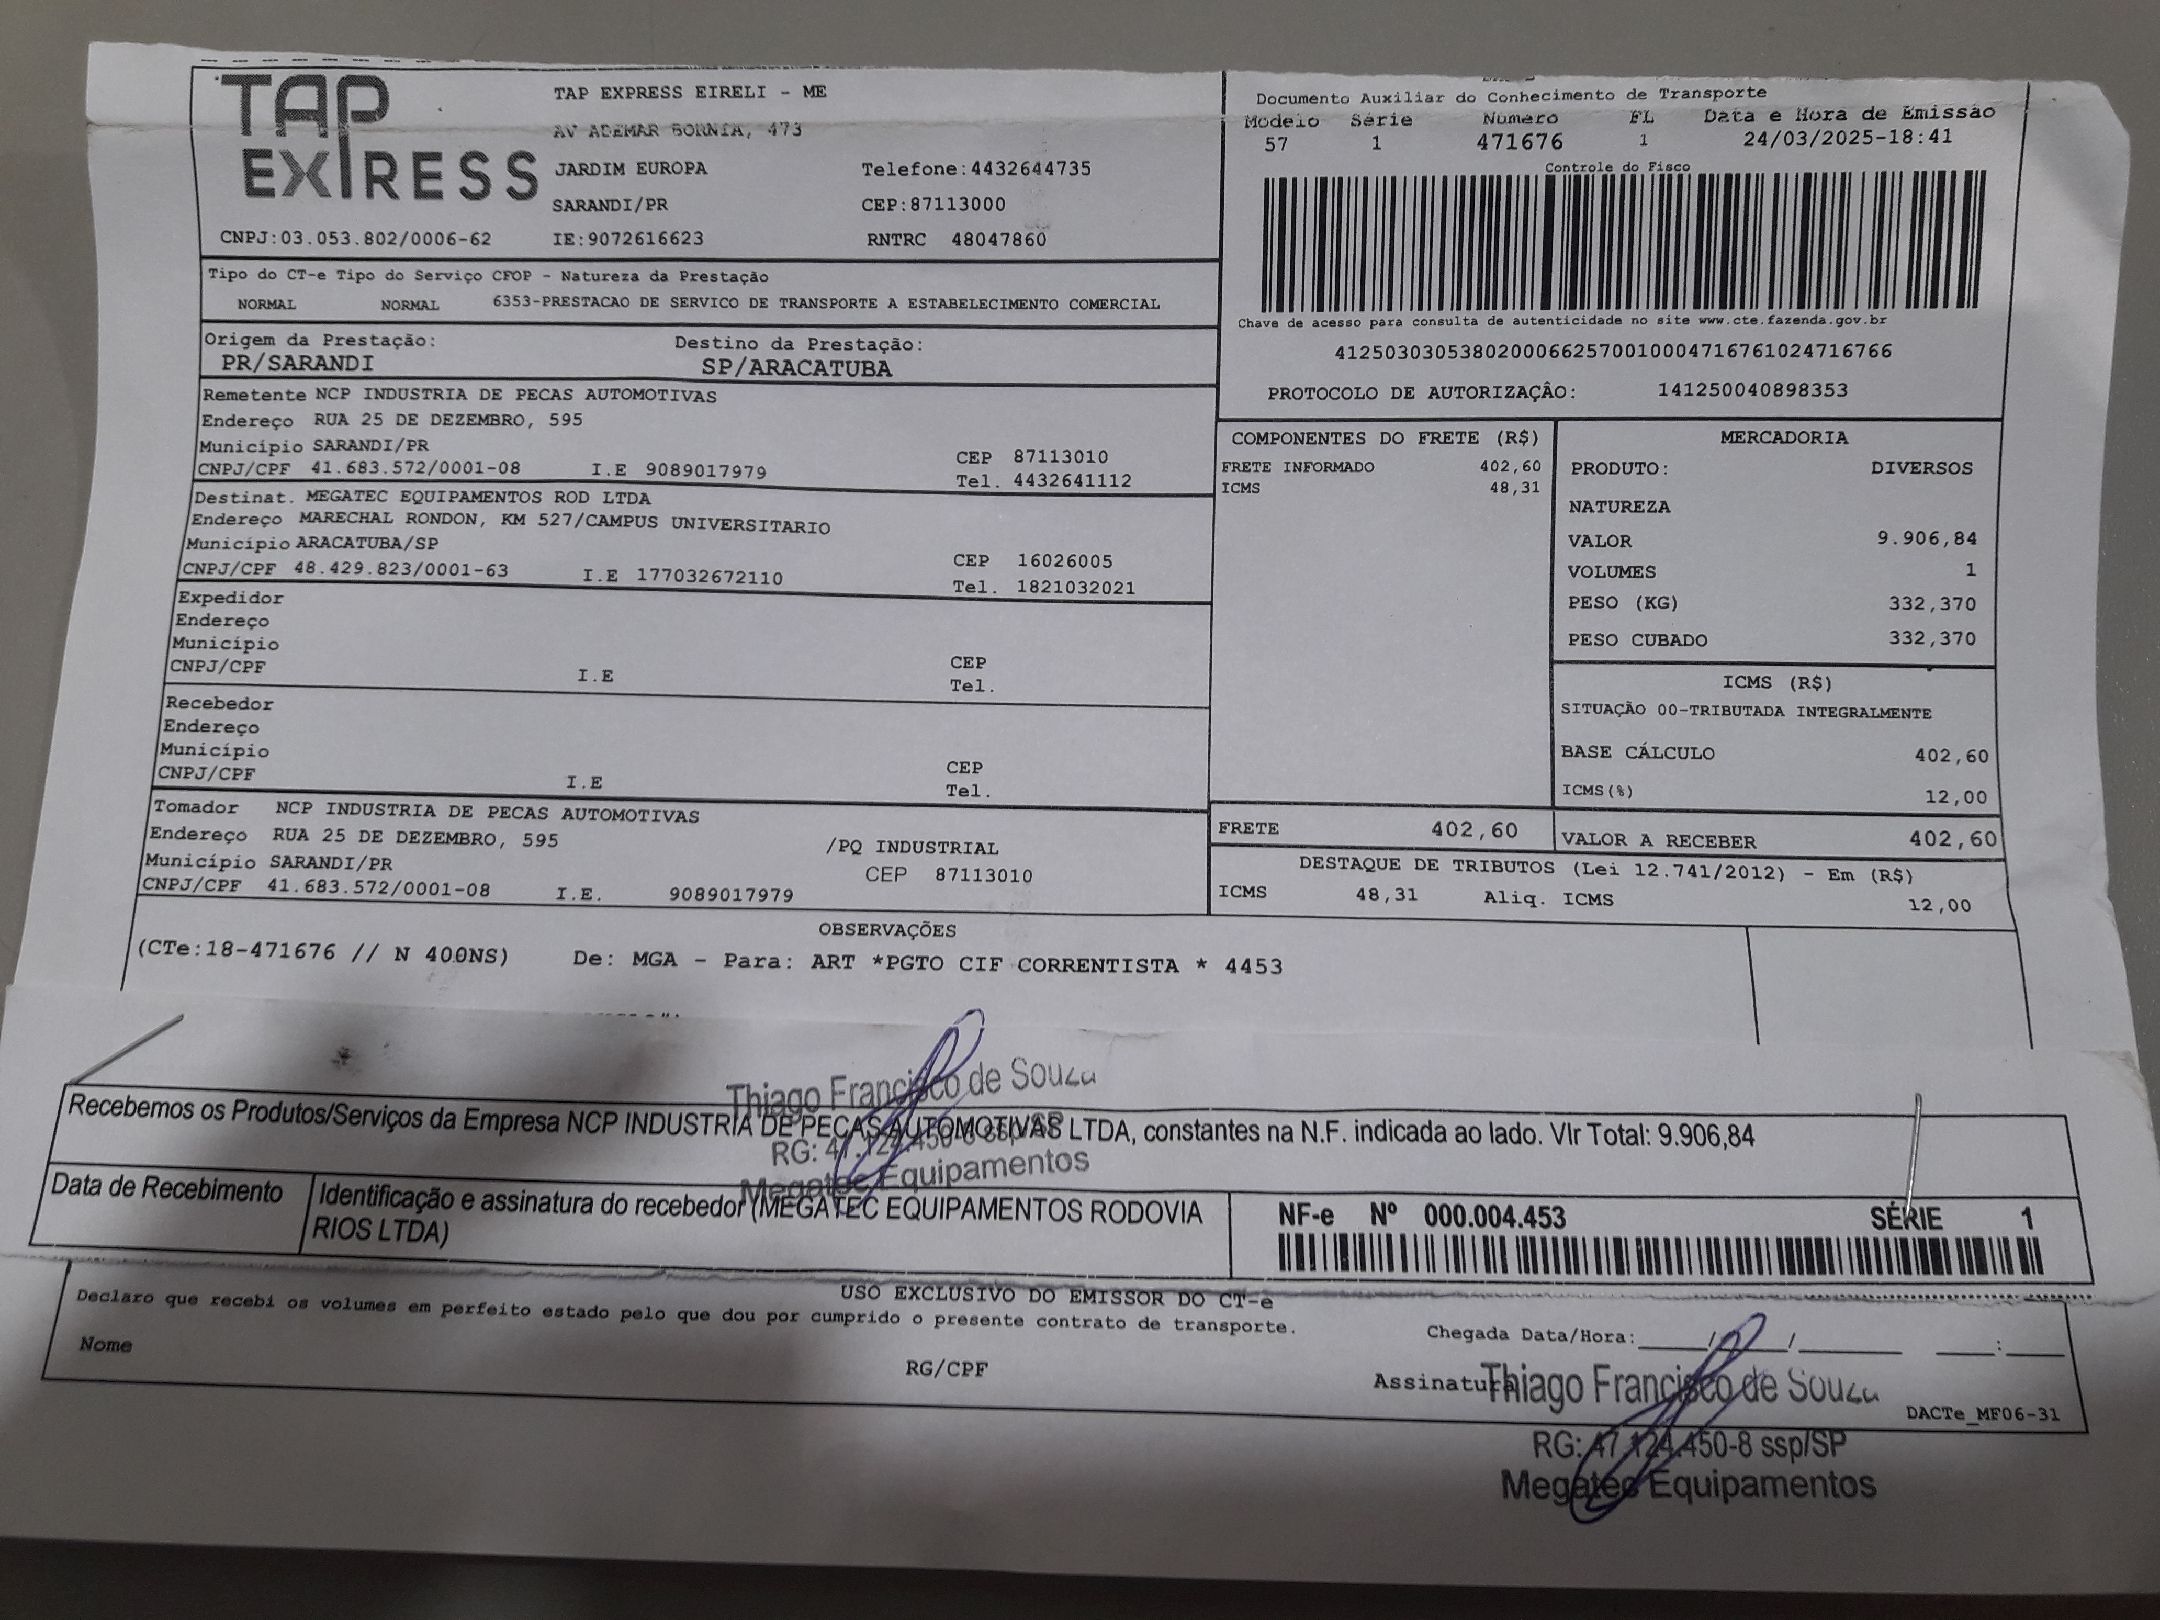 TAP
EXPRESS
TAP EXPRESS EIRELI - ME
AV ADEMAR BORNIA, 473
JARDIM EUROPA Telefone:4432644735
SARANDI/PR CEP:87113000
CNPJ:03.053.802/0006-62 IE:9072616623 RNTRC 48047860
Documento Auxiliar do Conhecimento de Transporte
Modelo Série Número FL Data e Hora de Emissão
57 1 471676 1 24/03/2025-18:41
Controle do Fisco
Chave de acesso para consulta de autenticidade no site www.cte.fazenda.gov.br
41250303053802000662570010004716761024716766
PROTOCOLO DE AUTORIZAÇÂO: 141250040898353
Tipo do CT-e Tipo do Serviço CFOP - Natureza da Prestação
NORMAL NORMAL 6353-PRESTACAO DE SERVICO DE TRANSPORTE A ESTABELECIMENTO COMERCIAL
Origem da Prestação: Destino da Prestação:
PR/SARANDI SP/ARACATUBA
Remetente NCP INDUSTRIA DE PECAS AUTOMOTIVAS
Endereço RUA 25 DE DEZEMBRO, 595
Município SARANDI/PR CEP 87113010
CNPJ/CPF 41.683.572/0001-08 I.E 9089017979 Tel. 4432641112
Destinat. MEGATEC EQUIPAMENTOS ROD LTDA
Endereço MARECHAL RONDON, KM 527/CAMPUS UNIVERSITARIO
Município ARACATUBA/SP CEP 16026005
CNPJ/CPF 48.429.823/0001-63 I.E 177032672110 Tel. 1821032021
Expedidor
Endereço
Município CEP
CNPJ/CPF I.E Tel.
Recebedor
Endereço
Município CEP
CNPJ/CPF I.E Tel.
Tomador NCP INDUSTRIA DE PECAS AUTOMOTIVAS
Endereço RUA 25 DE DEZEMBRO, 595 /PQ INDUSTRIAL
Município SARANDI/PR CEP 87113010
CNPJ/CPF 41.683.572/0001-08 I.E. 9089017979
COMPONENTES DO FRETE (R$)
FRETE INFORMADO 402,60
ICMS 48,31
MERCADORIA
PRODUTO: DIVERSOS
NATUREZA
VALOR 9.906,84
VOLUMES 1
PESO (KG) 332,370
PESO CUBADO 332,370
ICMS (R$)
SITUAÇÃO 00-TRIBUTADA INTEGRALMENTE
BASE CÁLCULO 402,60
ICMS(%) 12,00
FRETE 402,60 VALOR A RECEBER 402,60
DESTAQUE DE TRIBUTOS (Lei 12.741/2012) - Em (R$)
ICMS 48,31 Aliq. ICMS 12,00
OBSERVAÇÕES
(CTe:18-471676 // N 400NS) De: MGA - Para: ART *PGTO CIF CORRENTISTA * 4453
Thiago Francisco de Souza
Recebemos os Produtos/Serviços da Empresa NCP INDUSTRIA DE PECAS AUTOMOTIVAS LTDA, constantes na N.F. indicada ao lado. Vlr Total: 9.906,84
RG: 47.124.450-8 ssp/SP
Megatec Equipamentos
Data de Recebimento Identificação e assinatura do recebedor (MEGATEC EQUIPAMENTOS RODOVIA
RIOS LTDA)
NF-e Nº 000.004.453 SÉRIE 1
USO EXCLUSIVO DO EMISSOR DO CT-e
Declaro que recebi os volumes em perfeito estado pelo que dou por cumprido o presente contrato de transporte.
Nome RG/CPF
Chegada Data/Hora:____/____/____ ____:____
Assinatura
Thiago Francisco de Souza
DACTe_MF06-31
RG: 47.124.450-8 ssp/SP
Megatec Equipamentos